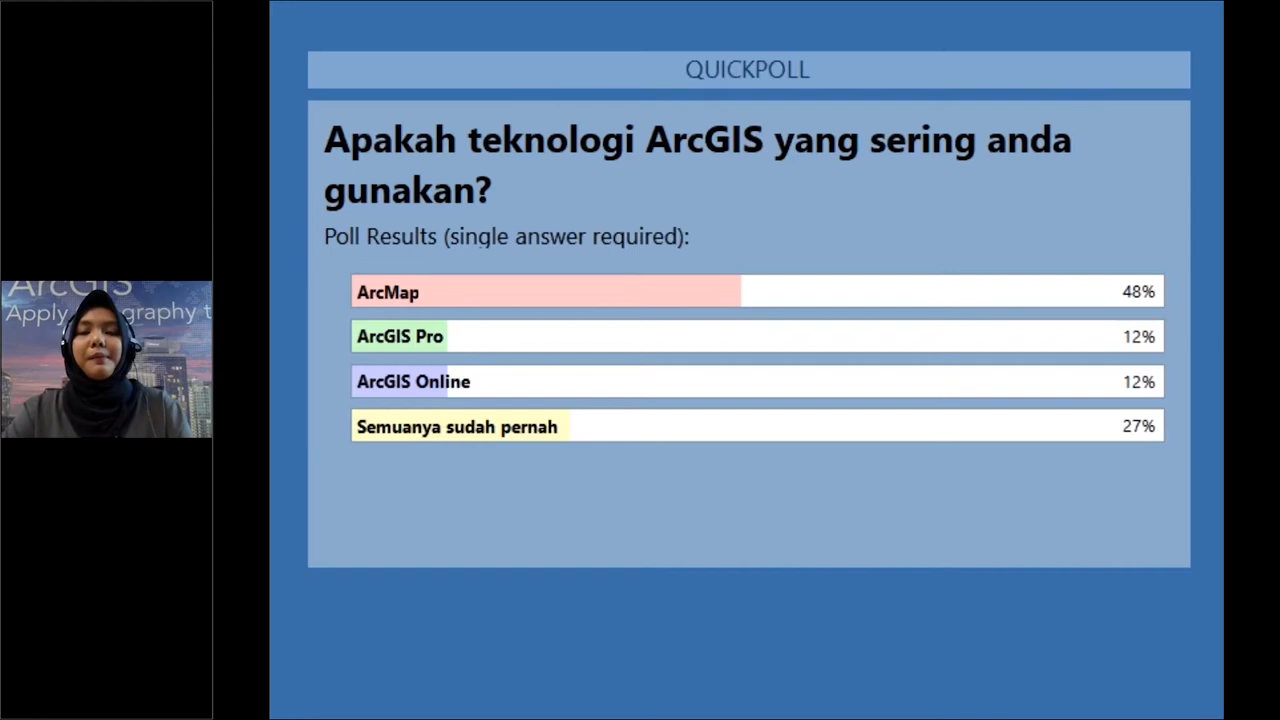 QUICKPOLL
Apakah teknologi ArcGIS yang sering anda
gunakan?
Poll Results (single answer required):
ArcMap 48%
ArcGIS Pro 12%
ArcGIS Online 12%
Semuanya sudah pernah 27%
ArcGIS
Apply